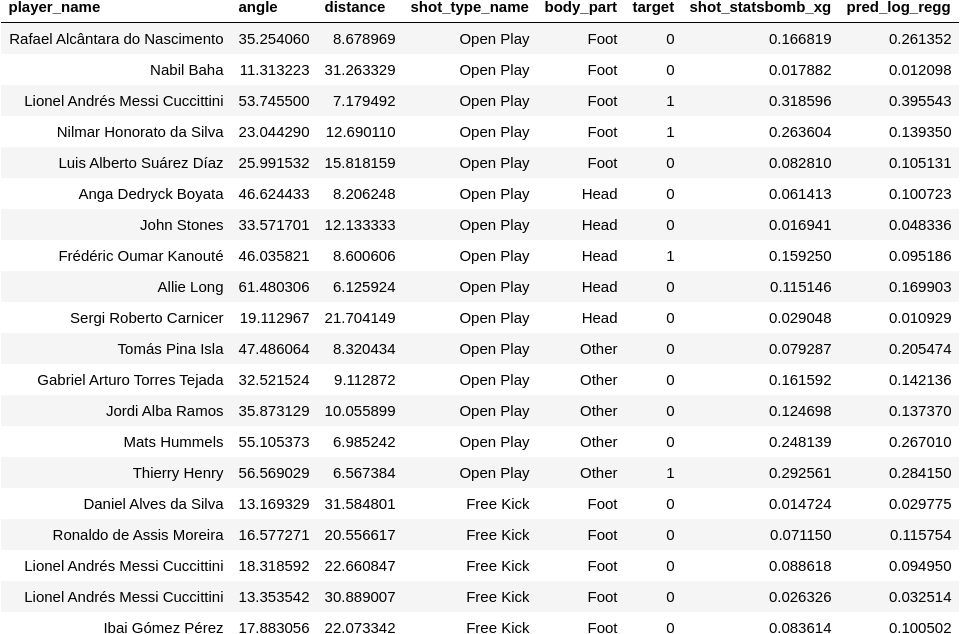 player_name angle distance shot_type_name body_part target shot_statsbomb_xg pred_log_regg
Rafael Alcântara do Nascimento 35.254060 8.678969 Open Play Foot 0 0.166819 0.261352
Nabil Baha 11.313223 31.263329 Open Play Foot 0 0.017882 0.012098
Lionel Andrés Messi Cuccittini 53.745500 7.179492 Open Play Foot 1 0.318596 0.395543
Nilmar Honorato da Silva 23.044290 12.690110 Open Play Foot 1 0.263604 0.139350
Luis Alberto Suárez Díaz 25.991532 15.818159 Open Play Foot 0 0.082810 0.105131
Anga Dedryck Boyata 46.624433 8.206248 Open Play Head 0 0.061413 0.100723
John Stones 33.571701 12.133333 Open Play Head 0 0.016941 0.048336
Frédéric Oumar Kanouté 46.035821 8.600606 Open Play Head 1 0.159250 0.095186
Allie Long 61.480306 6.125924 Open Play Head 0 0.115146 0.169903
Sergi Roberto Carnicer 19.112967 21.704149 Open Play Head 0 0.029048 0.010929
Tomás Pina Isla 47.486064 8.320434 Open Play Other 0 0.079287 0.205474
Gabriel Arturo Torres Tejada 32.521524 9.112872 Open Play Other 0 0.161592 0.142136
Jordi Alba Ramos 35.873129 10.055899 Open Play Other 0 0.124698 0.137370
Mats Hummels 55.105373 6.985242 Open Play Other 0 0.248139 0.267010
Thierry Henry 56.569029 6.567384 Open Play Other 1 0.292561 0.284150
Daniel Alves da Silva 13.169329 31.584801 Free Kick Foot 0 0.014724 0.029775
Ronaldo de Assis Moreira 16.577271 20.556617 Free Kick Foot 0 0.071150 0.115754
Lionel Andrés Messi Cuccittini 18.318592 22.660847 Free Kick Foot 0 0.088618 0.094950
Lionel Andrés Messi Cuccittini 13.353542 30.889007 Free Kick Foot 0 0.026326 0.032514
Ibai Gómez Pérez 17.883056 22.073342 Free Kick Foot 0 0.083614 0.100502